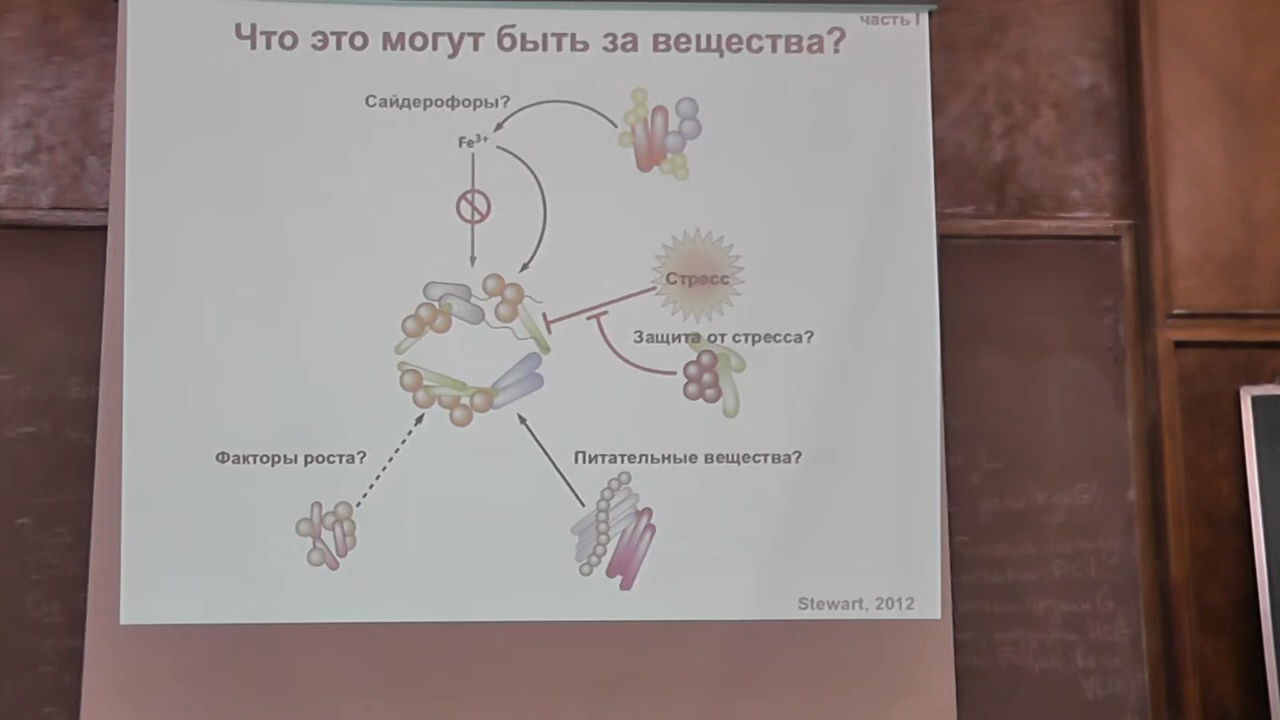 часть I
Что это могут быть за вещества?
Сайдерофоры?
Fe³⁺
Стресс
Защита от стресса?
Факторы роста?
Питательные вещества?
Stewart, 2012